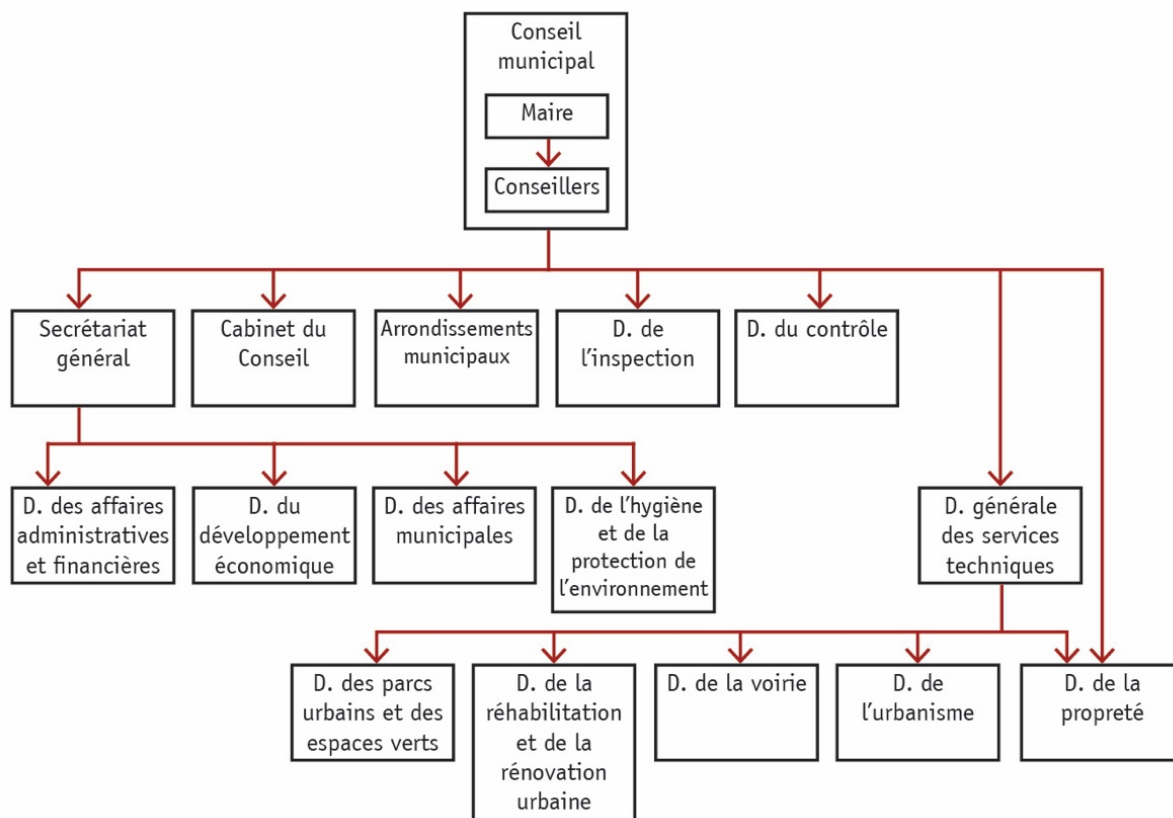 Conseil
municipal
Maire
Conseillers
Secrétariat
général
Cabinet du
Conseil
Arrondissements
municipaux
D. de
l'inspection
D. du contrôle
D. des affaires
administratives
et financières
D. du
développement
économique
D. des affaires
municipales
D. de l'hygiène
et de la
protection de
l'environnement
D. générale
des services
techniques
D. des parcs
urbains et des
espaces verts
D. de la
réhabilitation
et de la
rénovation
urbaine
D. de la voirie
D. de
l'urbanisme
D. de la
propreté